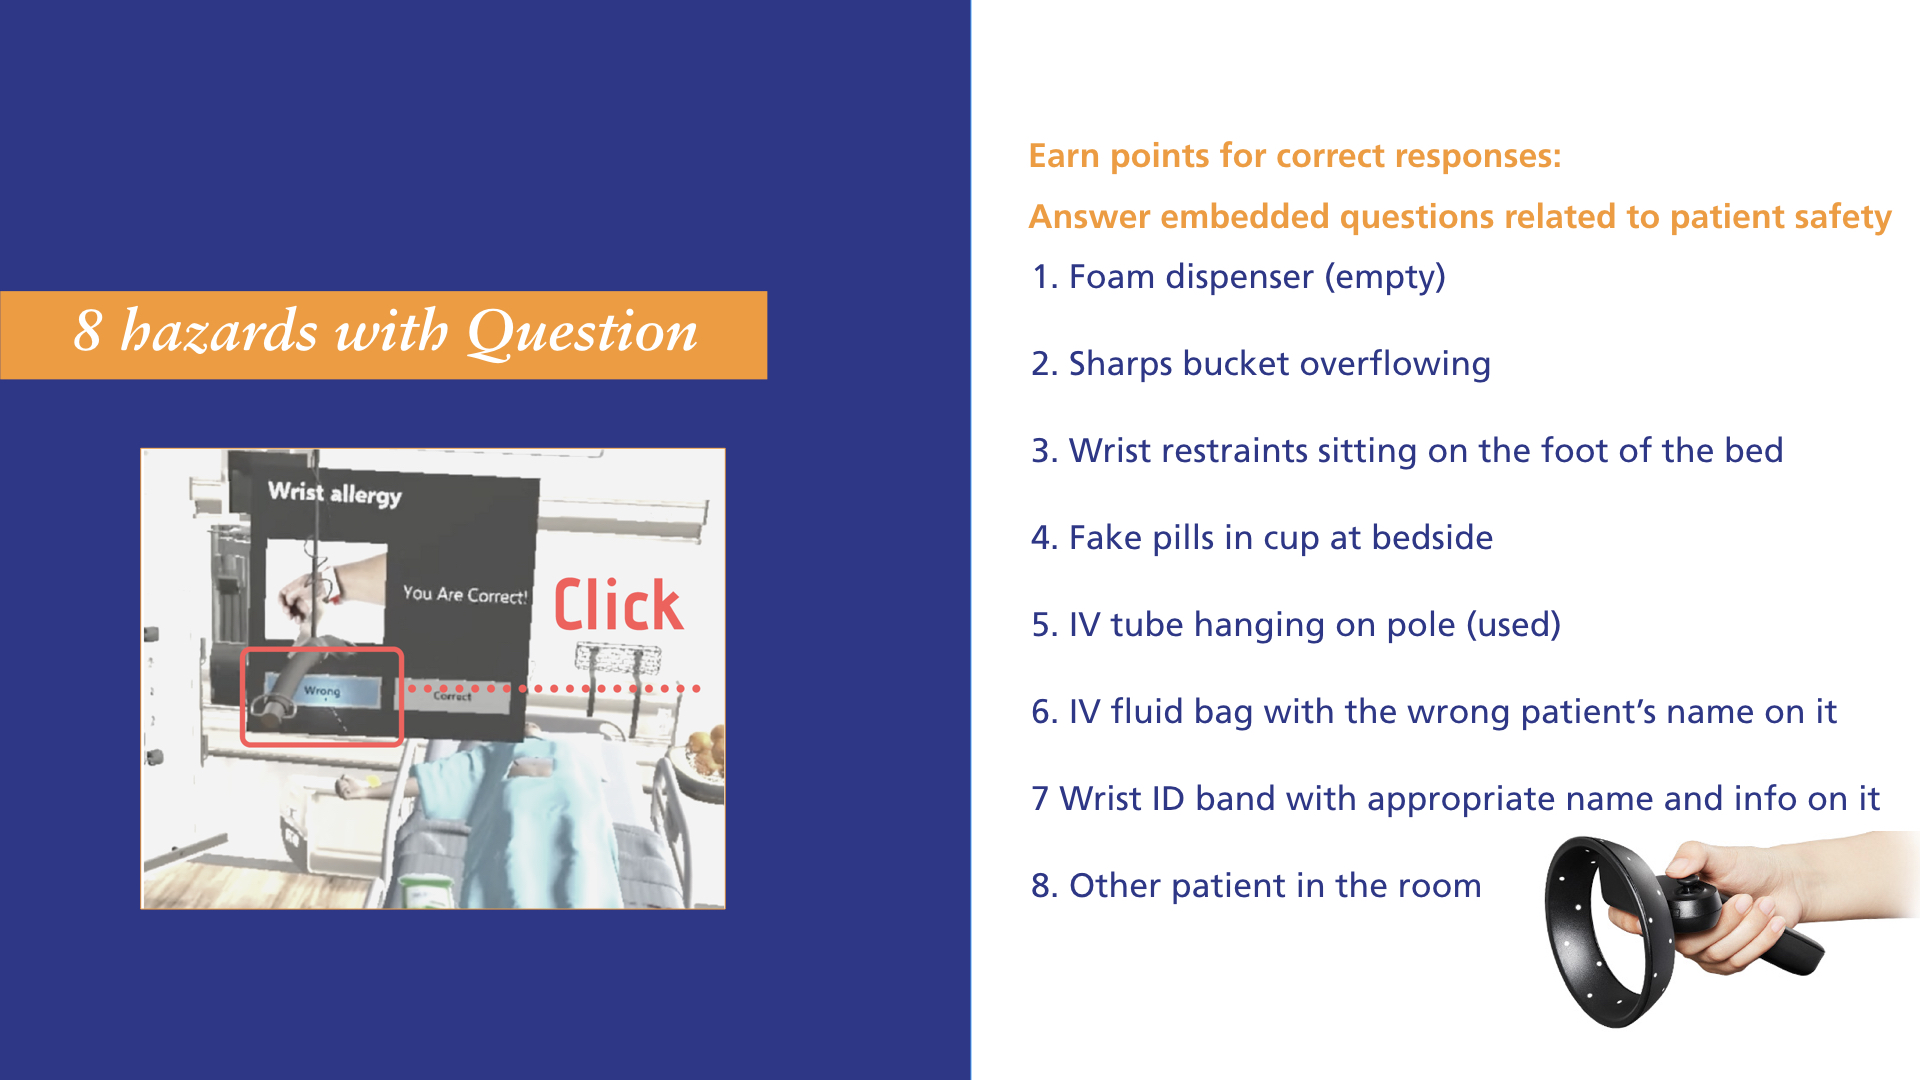 8 hazards with Question
Wrist allergy
You Are Correct!
Click
Wrong
Correct
Earn points for correct responses:
Answer embedded questions related to patient safety
1. Foam dispenser (empty)
2. Sharps bucket overflowing
3. Wrist restraints sitting on the foot of the bed
4. Fake pills in cup at bedside
5. IV tube hanging on pole (used)
6. IV fluid bag with the wrong patient’s name on it
7 Wrist ID band with appropriate name and info on it
8. Other patient in the room